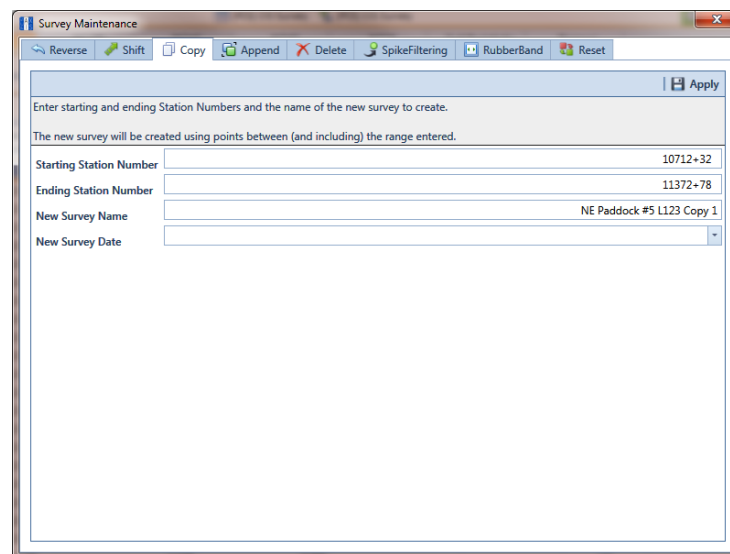 Survey Maintenance
Reverse Shift Copy Append Delete SpikeFiltering RubberBand Reset
Apply
Enter starting and ending Station Numbers and the name of the new survey to create.
The new survey will be created using points between (and including) the range entered.
Starting Station Number 10712+32
Ending Station Number 11372+78
New Survey Name NE Paddock #5 L123 Copy 1
New Survey Date